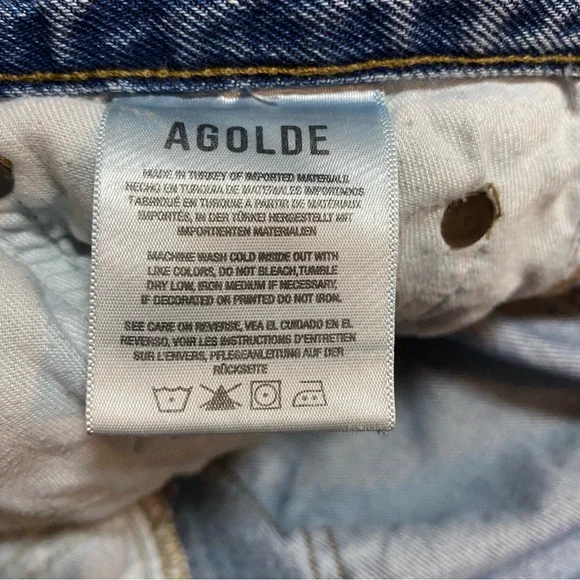 AGOLDE
MADE IN TURKEY OF IMPORTED MATERIALS.
HECHO EN TURQUIA DE MATERIALES IMPORTADOS
FABRIQUÉ EN TURQUIE A PARTIR DE MATÉRIAUX
IMPORTÉS, IN DER TÜRKEI HERGESTELLT MIT
IMPORTIERTEN MATERIALIEN
MACHINE WASH COLD INSIDE OUT WITH
LIKE COLORS, DO NOT BLEACH,TUMBLE
DRY LOW, IRON MEDIUM IF NECESSARY.
IF DECORATED OR PRINTED DO NOT IRON.
SEE CARE ON REVERSE, VEA EL CUIDADO EN EL
REVERSO, VOIR LES INSTRUCTIONS D'ENTRETIEN
SUR L'ENVERS, PFLEGEANLEITUNG AUF DER
RÜCKSEITE